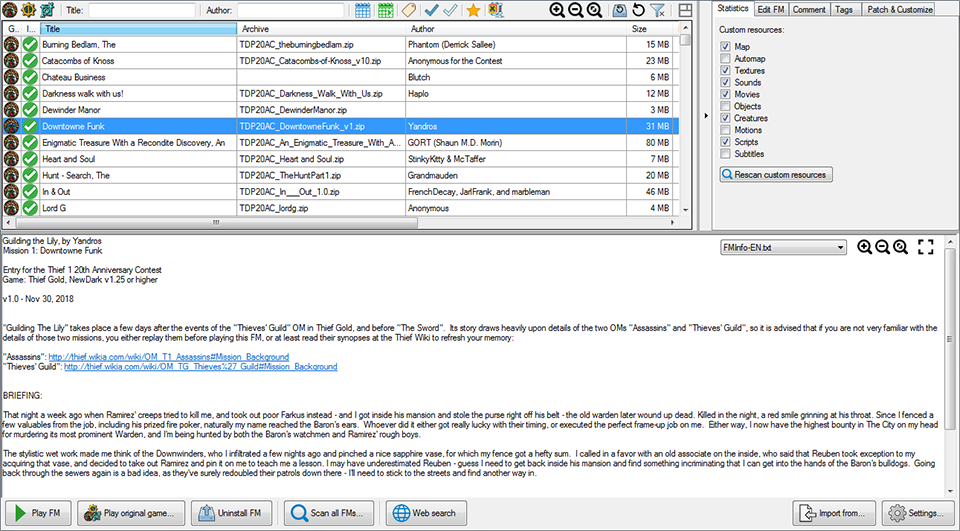 Title: Author:
Statistics Edit FM Comment Tags Patch & Customize
G.. I... Title Archive Author Size
Burning Bedlam, The TDP20AC_theburningbedlam.zip Phantom (Derrick Sallee) 15 MB
Catacombs of Knoss TDP20AC_Catacombs-of-Knoss_v10.zip Anonymous for the Contest 23 MB
Chateau Business Blutch 6 MB
Darkness walk with us! TDP20AC_Darkness_Walk_With_Us.zip Haplo 12 MB
Dewinder Manor TDP20AC_DewinderManor.zip 3 MB
Downtowne Funk TDP20AC_DowntowneFunk_v1.zip Yandros 31 MB
Enigmatic Treasure With a Recondite Discovery, An TDP20AC_An_Enigmatic_Treasure_With_A... GORT (Shaun M.D. Morin) 80 MB
Heart and Soul TDP20AC_Heart and Soul.zip StinkyKitty & McTaffer 7 MB
Hunt - Search, The TDP20AC_TheHuntPart1.zip Grandmauden 20 MB
In & Out TDP20AC_In___Out_1.0.zip FrenchDecay, JarlFrank, and marbleman 46 MB
Lord G TDP20AC_lordg.zip Anonymous 4 MB
Custom resources:
Map
Automap
Textures
Sounds
Movies
Objects
Creatures
Motions
Scripts
Subtitles
Rescan custom resources
FMInfo-EN.txt
Guilding the Lily, by Yandros
Mission 1: Downtowne Funk
Entry for the Thief 1 20th Anniversary Contest
Game: Thief Gold, NewDark v1.25 or higher
v1.0 - Nov 30, 2018
"Guilding The Lily" takes place a few days after the events of the "Thieves' Guild" OM in Thief Gold, and before "The Sword". Its story draws heavily upon details of the two OMs "Assassins" and "Thieves' Guild", so it is advised that if you are not very familiar with the
details of those two missions, you either replay them before playing this FM, or at least read their synopses at the Thief Wiki to refresh your memory:
"Assassins": http://thief.wikia.com/wiki/OM_T1_Assassins#Mission_Background
"Thieves' Guild": http://thief.wikia.com/wiki/OM_TG_Thieves%27_Guild#Mission_Background
BRIEFING:
That night a week ago when Ramirez' creeps tried to kill me, and took out poor Farkus instead - and I got inside his mansion and stole the purse right off his belt - the old warden later wound up dead. Killed in the night, a red smile grinning at his throat. Since I fenced a
few valuables from the job, including his prized fire poker, naturally my name reached the Baron's ears. Whoever did it either got really lucky with their timing, or executed the perfect frame-up job on me. Either way, I now have the highest bounty in The City on my head
for murdering its most prominent Warden, and I'm being hunted by both the Baron's watchmen and Ramirez' rough boys.
The stylistic wet work made me think of the Downwinders, who I infiltrated a few nights ago and pinched a nice sapphire vase, for which my fence got a hefty sum. I called in a favor with an old associate on the inside, who said that Reuben took exception to my
acquiring that vase, and decided to take out Ramirez and pin it on me to teach me a lesson. I may have underestimated Reuben - guess I need to get back inside his mansion and find something incriminating that I can get into the hands of the Baron's bulldogs. Going
back through the sewers again is a bad idea, as they've surely redoubled their patrols down there - I'll need to stick to the streets and find another way in.
Play FM Play original game... Uninstall FM Scan all FMs... Web search Import from... Settings...